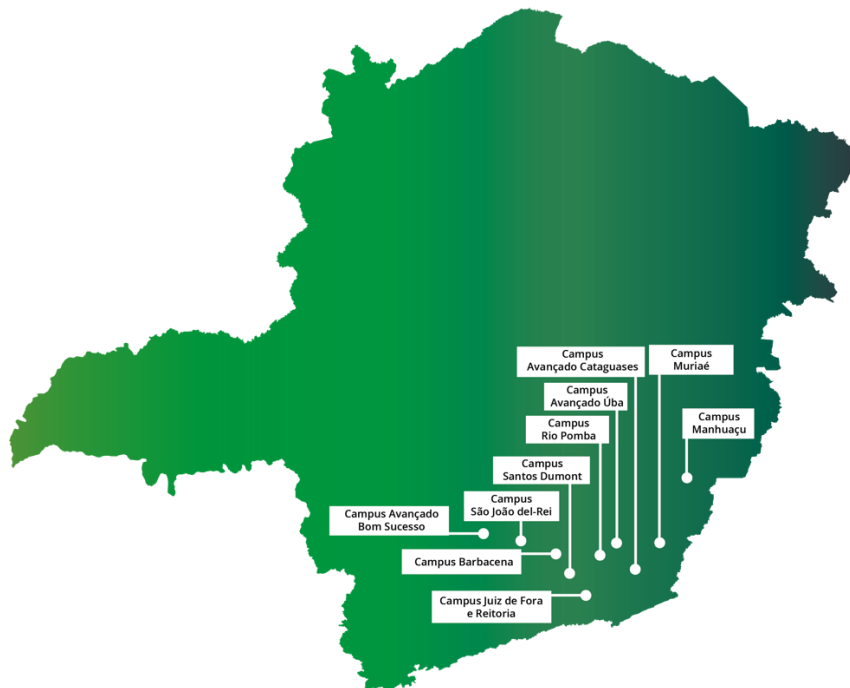 Campus
Avançado Cataguases
Campus
Muriaé
Campus
Avançado Úba
Campus
Manhuaçu
Campus
Rio Pomba
Campus
Santos Dumont
Campus
São João del-Rei
Campus Avançado
Bom Sucesso
Campus Barbacena
Campus Juiz de Fora
e Reitoria